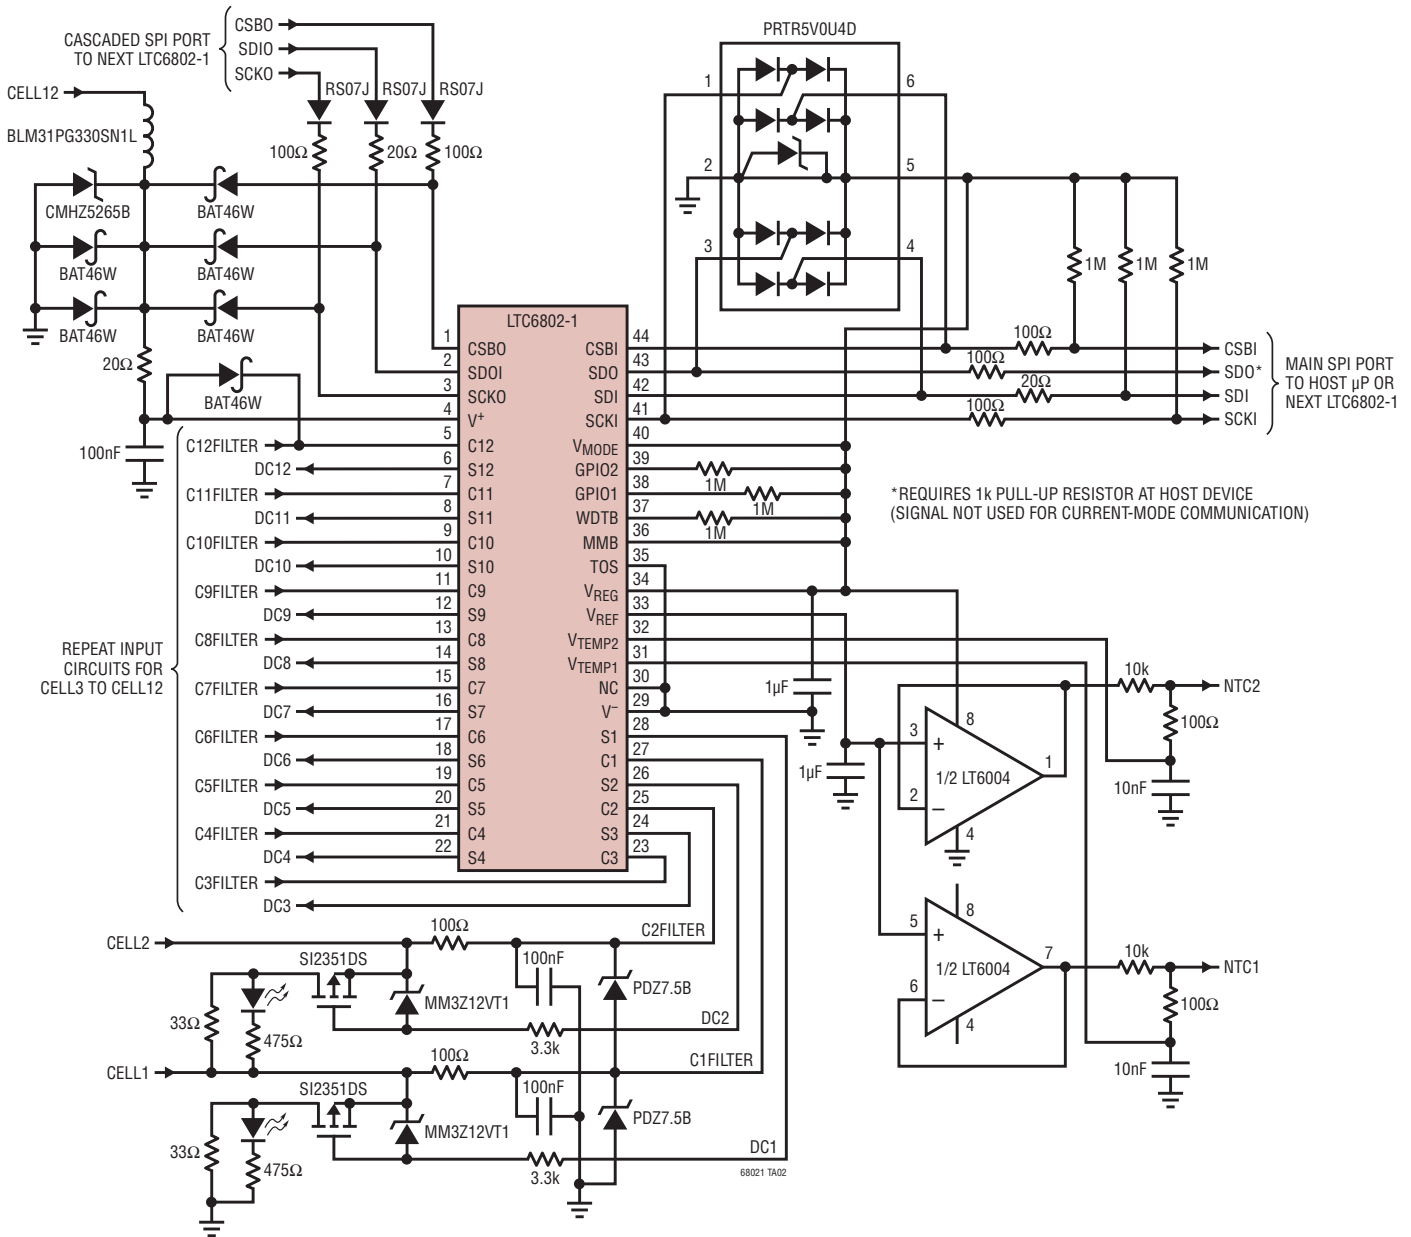 CSBO
CASCADED SPI PORT
TO NEXT LTC6802-1
SDIO
SCKO
CELL12
RS07J RS07J RS07J
BLM31PG330SN1L
100Ω 20Ω 100Ω
CMHZ5265B
BAT46W
BAT46W
BAT46W
BAT46W
BAT46W
20Ω
BAT46W
100nF
PRTR5V0U4D
1
6
2
5
3
4
1M 1M 1M
LTC6802-1
1 CSBO
2 SDOI
3 SCKO
4 V+
5 C12
6 S12
7 C11
8 S11
9 C10
10 S10
11 C9
12 S9
13 C8
14 S8
15 C7
16 S7
17 C6
18 S6
19 C5
20 S5
21 C4
22 S4
CSBI 44
SDO 43
SDI 42
SCKI 41
VMODE 40
GPIO2 39
GPIO1 38
WDTB 37
MMB 36
TOS 35
VREG 34
VREF 33
VTEMP2 32
VTEMP1 31
NC 30
V– 29
S1 28
C1 27
S2 26
C2 25
S3 24
C3 23
C12FILTER
DC12
C11FILTER
DC11
C10FILTER
DC10
C9FILTER
DC9
C8FILTER
DC8
C7FILTER
DC7
C6FILTER
DC6
C5FILTER
DC5
C4FILTER
DC4
C3FILTER
DC3
REPEAT INPUT
CIRCUITS FOR
CELL3 TO CELL12
100Ω
100Ω
20Ω
100Ω
CSBI
SDO*
SDI
SCKI
MAIN SPI PORT
TO HOST µP OR
NEXT LTC6802-1
1M
1M
1M
*REQUIRES 1k PULL-UP RESISTOR AT HOST DEVICE
(SIGNAL NOT USED FOR CURRENT-MODE COMMUNICATION)
1µF
1µF
3
+
2
–
8
1
4
1/2 LT6004
10k
NTC2
100Ω
10nF
5
+
6
–
8
7
4
1/2 LT6004
10k
NTC1
100Ω
10nF
CELL2
100Ω
C2FILTER
SI2351DS
100nF
MM3Z12VT1
PDZ7.5B
33Ω
475Ω
3.3k
DC2
CELL1
100Ω
C1FILTER
SI2351DS
100nF
MM3Z12VT1
PDZ7.5B
33Ω
475Ω
3.3k
DC1
68021 TA02